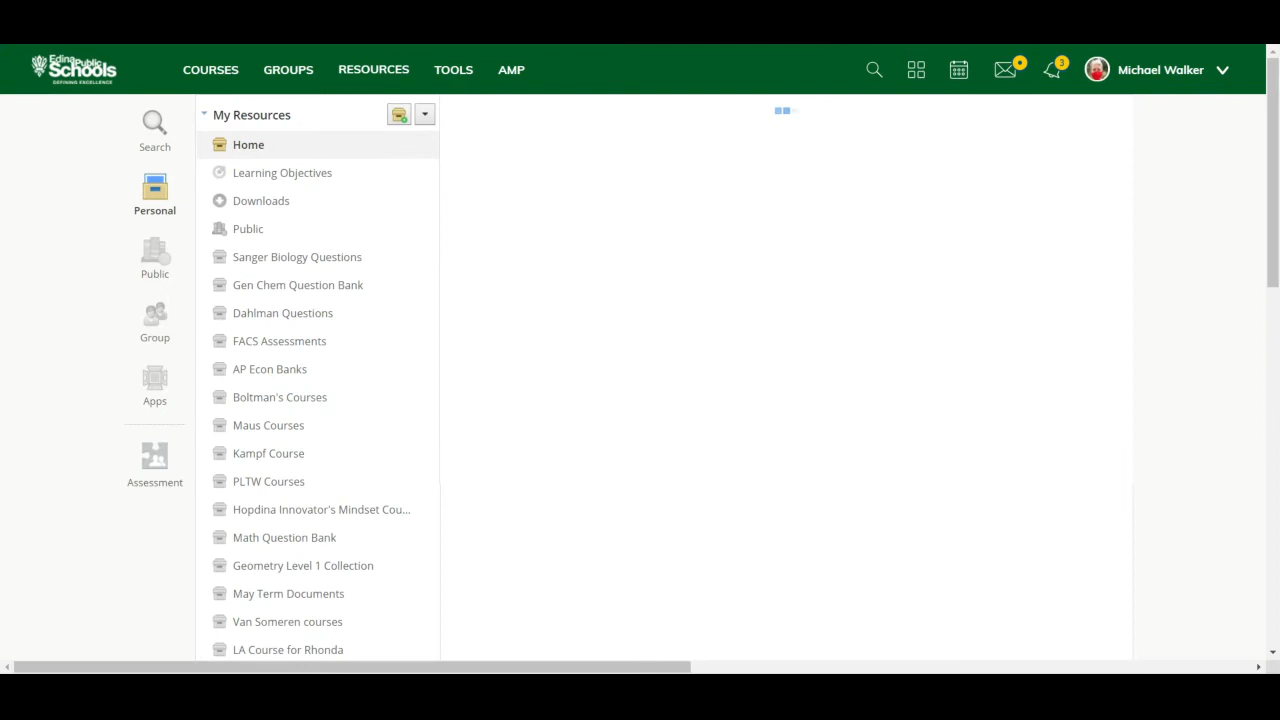 Edina Public
Schools
DEFINING EXCELLENCE
COURSES
GROUPS
RESOURCES
TOOLS
AMP
3
Michael Walker
Search
Personal
Public
Group
Apps
Assessment
My Resources
Home
Learning Objectives
Downloads
Public
Sanger Biology Questions
Gen Chem Question Bank
Dahlman Questions
FACS Assessments
AP Econ Banks
Boltman's Courses
Maus Courses
Kampf Course
PLTW Courses
Hopdina Innovator's Mindset Cou...
Math Question Bank
Geometry Level 1 Collection
May Term Documents
Van Someren courses
LA Course for Rhonda